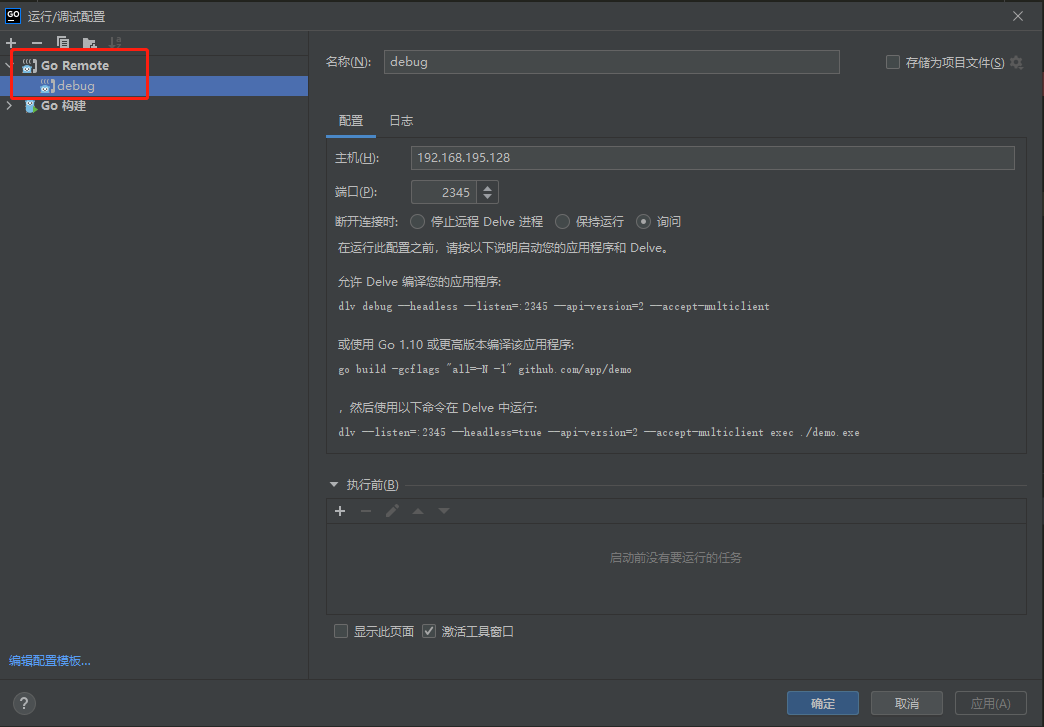 GO 运行/调试配置
Go Remote
debug
Go 构建
名称(N): debug
存储为项目文件(S)
配置 日志
主机(H): 192.168.195.128
端口(P): 2345
断开连接时: 停止远程 Delve 进程 保持运行 询问
在运行此配置之前，请按以下说明启动您的应用程序和 Delve。
允许 Delve 编译您的应用程序:
dlv debug --headless --listen=:2345 --api-version=2 --accept-multiclient
或使用 Go 1.10 或更高版本编译该应用程序:
go build -gcflags "all=-N -l" github.com/app/demo
，然后使用以下命令在 Delve 中运行:
dlv --listen=:2345 --headless=true --api-version=2 --accept-multiclient exec ./demo.exe
执行前(B)
启动前没有要运行的任务
显示此页面 激活工具窗口
编辑配置模板...
? 确定 取消 应用(A)